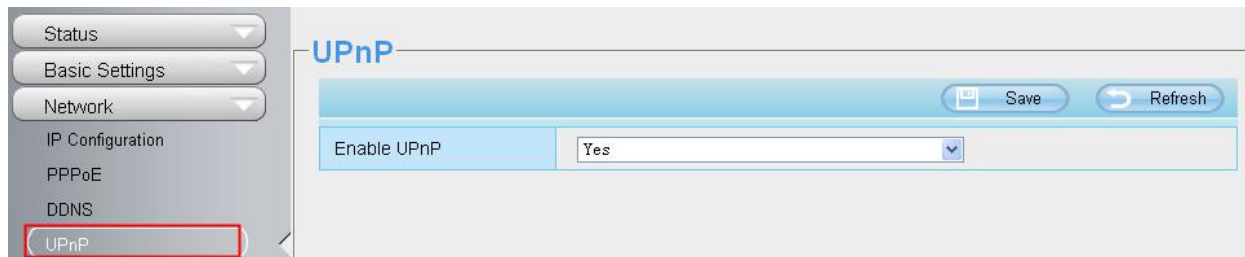 Status
Basic Settings
Network
IP Configuration
PPPoE
DDNS
UPnP
UPnP
Save Refresh
Enable UPnP Yes